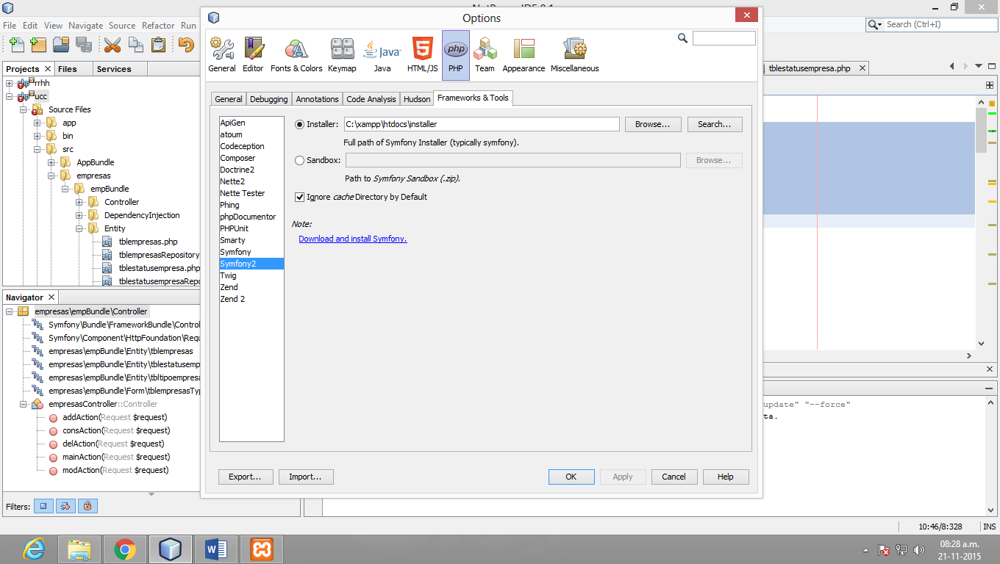 Options
File Edit View Navigate Source Refactor Run
Search (Ctrl+I)
General Editor Fonts & Colors Keymap Java HTML/JS PHP Team Appearance Miscellaneous
Projects Files Services
tblestatusempresa.php
rrhh
ucc
Source Files
app
bin
src
AppBundle
empresas
empBundle
Controller
DependencyInjection
Entity
tblempresas.php
tblempresasRepository
tblestatusempresa.php
tblestatusempresaRepo
General Debugging Annotations Code Analysis Hudson Frameworks & Tools
ApiGen
atoum
Codeception
Composer
Doctrine2
Nette2
Nette Tester
Phing
phpDocumentor
PHPUnit
Smarty
Symfony
Symfony2
Twig
Zend
Zend 2
Installer: C:\xampp\htdocs\installer Browse... Search...
Full path of Symfony Installer (typically symfony).
Sandbox: Browse...
Path to Symfony Sandbox (.zip).
Ignore cache Directory by Default
Note:
Download and install Symfony.
Navigator
empresas\empBundle\Controller
Symfony\Bundle\FrameworkBundle\Control
Symfony\Component\HttpFoundation\Requ
empresas\empBundle\Entity\tblempresas
empresas\empBundle\Entity\tblestatusemp
empresas\empBundle\Entity\tbltipoempresa
empresas\empBundle\Form\tblempresasTyp
empresasController::Controller
addAction(Request $request)
consAction(Request $request)
delAction(Request $request)
mainAction(Request $request)
modAction(Request $request)
update" "--force"
ta.
Export... Import... OK Apply Cancel Help
Filters:
10:46/8:328 INS
08:28 a.m.
21-11-2015